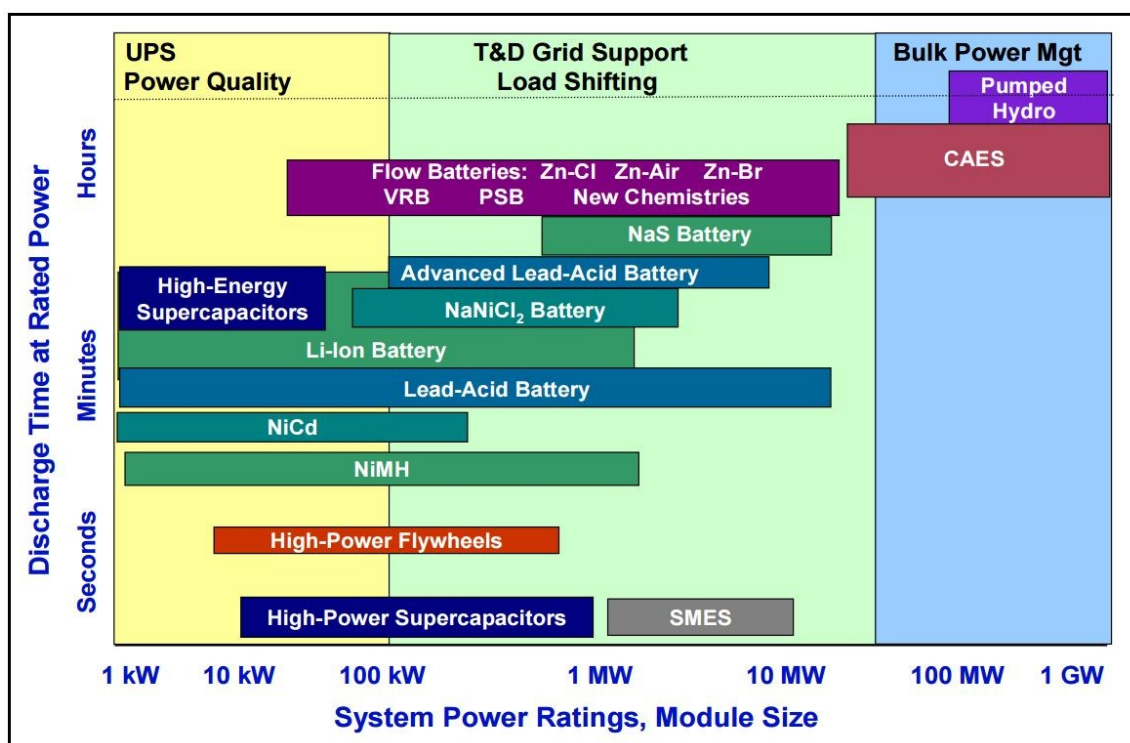 UPS
Power Quality
T&D Grid Support
Load Shifting
Bulk Power Mgt
Pumped
Hydro
CAES
Flow Batteries: Zn-Cl Zn-Air Zn-Br
VRB PSB New Chemistries
NaS Battery
Advanced Lead-Acid Battery
High-Energy
Supercapacitors
NaNiCl₂ Battery
Li-Ion Battery
Lead-Acid Battery
NiCd
NiMH
High-Power Flywheels
High-Power Supercapacitors
SMES
Discharge Time at Rated Power
Hours
Minutes
Seconds
1 kW 10 kW 100 kW 1 MW 10 MW 100 MW 1 GW
System Power Ratings, Module Size